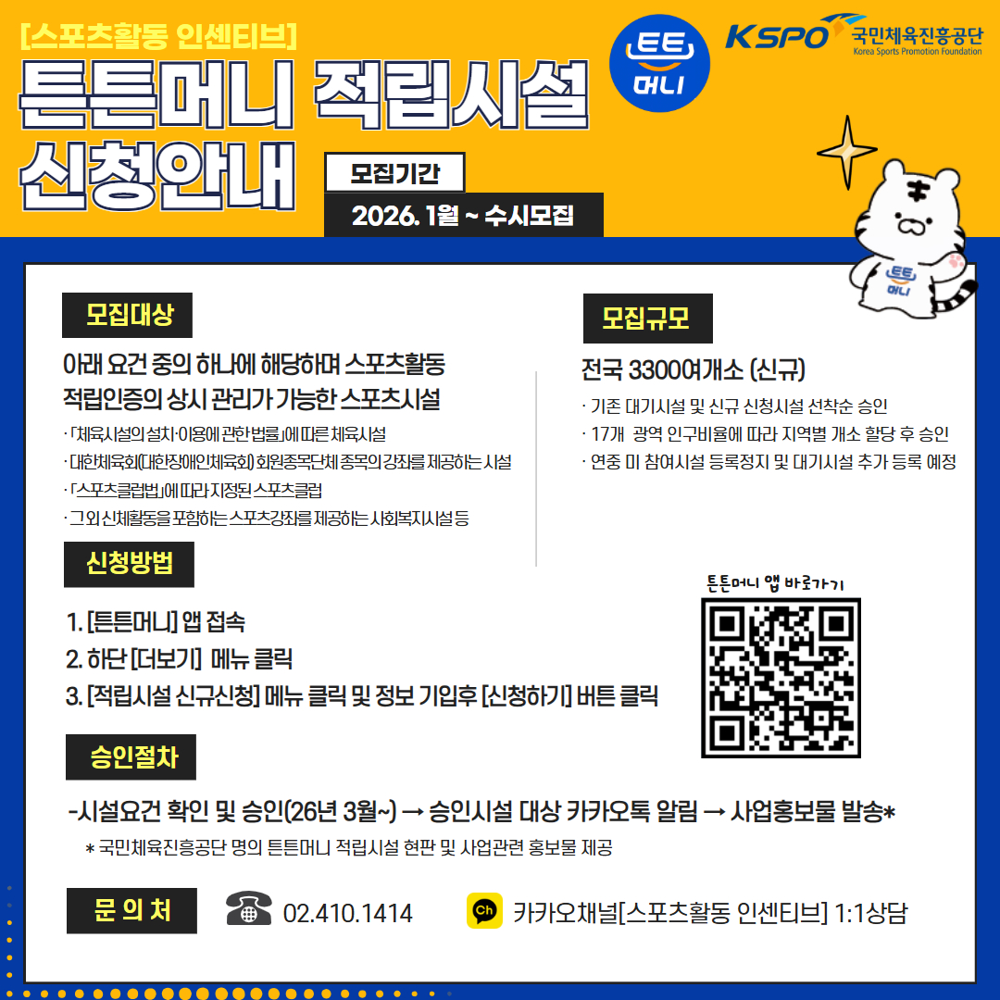 [스포츠활동 인센티브]
튼튼머니 적립시설
신청안내
튼튼
머니
KSPO 국민체육진흥공단
Korea Sports Promotion Foundation
모집기간
2026. 1월 ~ 수시모집
튼튼
머니
모집대상
아래 요건 중의 하나에 해당하며 스포츠활동
적립인증의 상시 관리가 가능한 스포츠시설
· 「체육시설의 설치·이용에 관한 법률」에 따른 체육시설
· 대한체육회(대한장애인체육회) 회원종목단체 종목의 강좌를 제공하는 시설
· 「스포츠클럽법」에 따라 지정된 스포츠클럽
· 그 외 신체활동을 포함하는 스포츠강좌를 제공하는 사회복지시설 등
모집규모
전국 3300여개소 (신규)
· 기존 대기시설 및 신규 신청시설 선착순 승인
· 17개 광역 인구비율에 따라 지역별 개소 할당 후 승인
· 연중 미 참여시설 등록정지 및 대기시설 추가 등록 예정
신청방법
1. [튼튼머니] 앱 접속
2. 하단 [더보기] 메뉴 클릭
3. [적립시설 신규신청] 메뉴 클릭 및 정보 기입후 [신청하기] 버튼 클릭
튼튼머니 앱 바로가기
승인절차
-시설요건 확인 및 승인(26년 3월~) → 승인시설 대상 카카오톡 알림 → 사업홍보물 발송*
* 국민체육진흥공단 명의 튼튼머니 적립시설 현판 및 사업관련 홍보물 제공
문 의 처
02.410.1414
Ch
카카오채널[스포츠활동 인센티브] 1:1상담